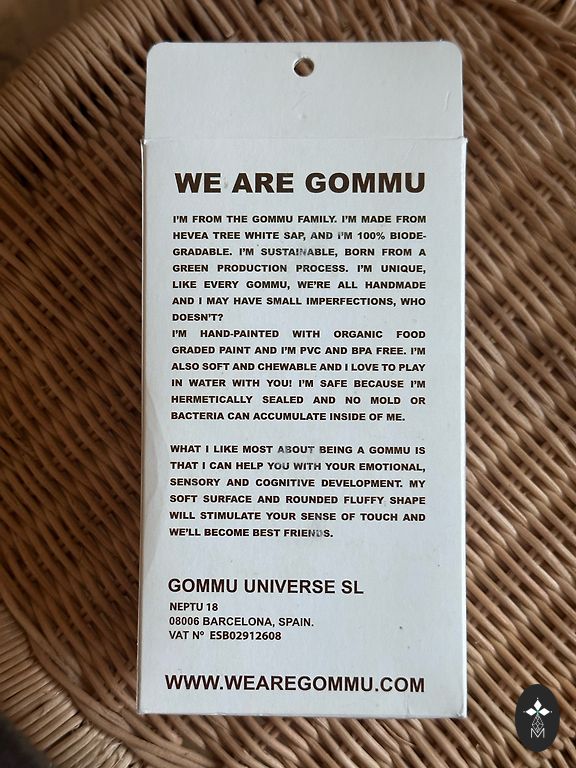 WE ARE GOMMU
I'M FROM THE GOMMU FAMILY. I'M MADE FROM
HEVEA TREE WHITE SAP, AND I'M 100% BIODE-
GRADABLE. I'M SUSTAINABLE, BORN FROM A
GREEN PRODUCTION PROCESS. I'M UNIQUE,
LIKE EVERY GOMMU, WE'RE ALL HANDMADE
AND I MAY HAVE SMALL IMPERFECTIONS, WHO
DOESN'T?
I'M HAND-PAINTED WITH ORGANIC FOOD
GRADED PAINT AND I'M PVC AND BPA FREE. I'M
ALSO SOFT AND CHEWABLE AND I LOVE TO PLAY
IN WATER WITH YOU! I'M SAFE BECAUSE I'M
HERMETICALLY SEALED AND NO MOLD OR
BACTERIA CAN ACCUMULATE INSIDE OF ME.
WHAT I LIKE MOST ABOUT BEING A GOMMU IS
THAT I CAN HELP YOU WITH YOUR EMOTIONAL,
SENSORY AND COGNITIVE DEVELOPMENT. MY
SOFT SURFACE AND ROUNDED FLUFFY SHAPE
WILL STIMULATE YOUR SENSE OF TOUCH AND
WE'LL BECOME BEST FRIENDS.
GOMMU UNIVERSE SL
NEPTU 18
08006 BARCELONA, SPAIN.
VAT Nº ESB02912608
WWW.WEAREGOMMU.COM
M